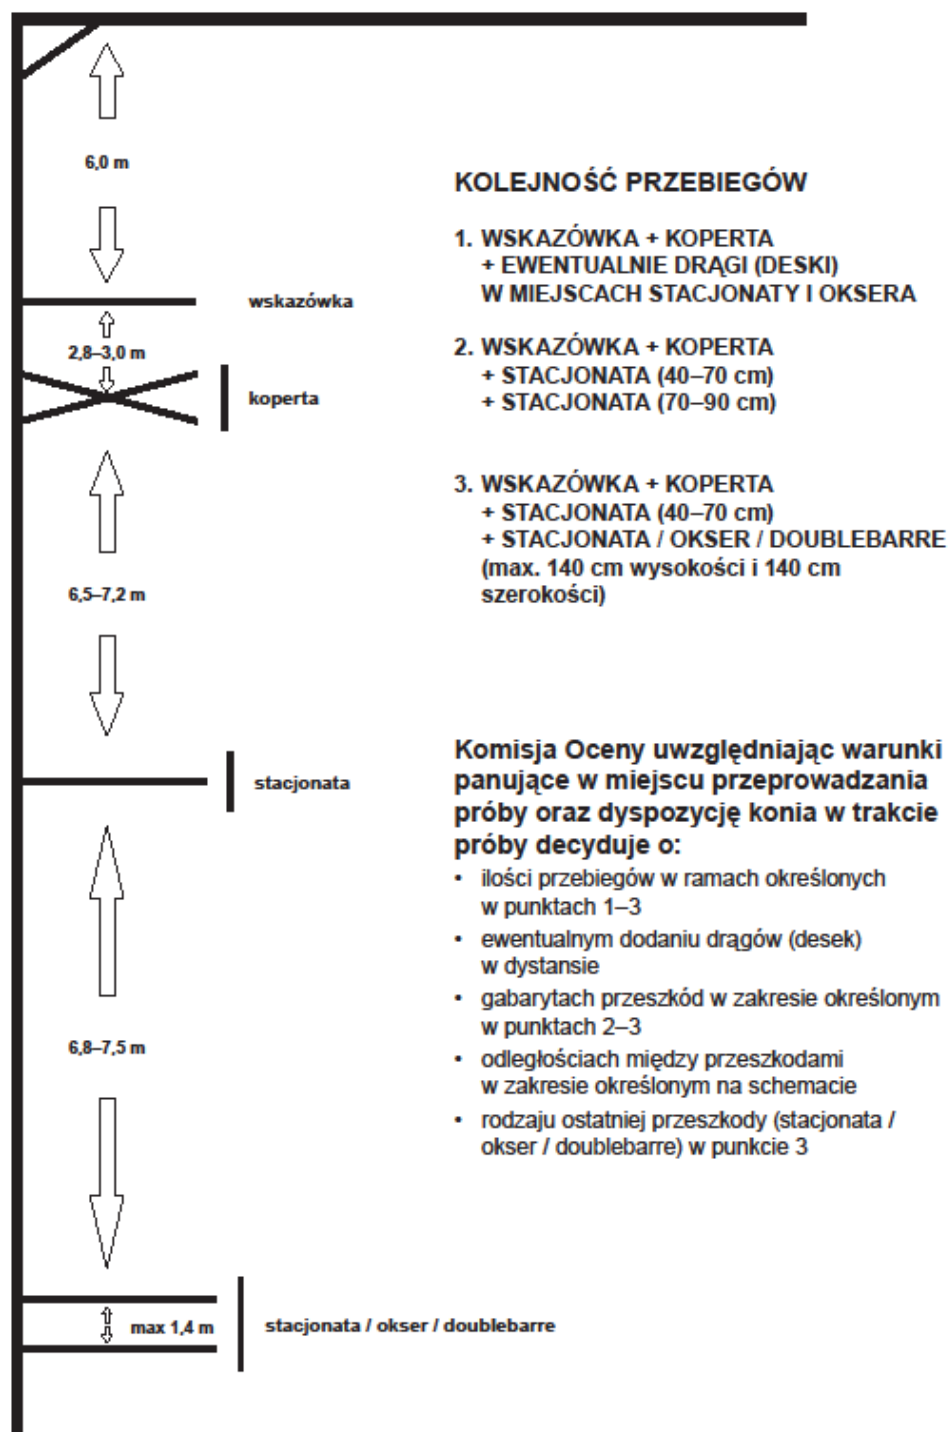 6,0 m
wskazówka
2,8–3,0 m
koperta
6,5–7,2 m
stacjonata
6,8–7,5 m
max 1,4 m
stacjonata / okser / doublebarre
KOLEJNOŚĆ PRZEBIEGÓW
1. WSKAZÓWKA + KOPERTA
+ EWENTUALNIE DRĄGI (DESKI)
W MIEJSCACH STACJONATY I OKSERA
2. WSKAZÓWKA + KOPERTA
+ STACJONATA (40–70 cm)
+ STACJONATA (70–90 cm)
3. WSKAZÓWKA + KOPERTA
+ STACJONATA (40–70 cm)
+ STACJONATA / OKSER / DOUBLEBARRE
(max. 140 cm wysokości i 140 cm
szerokości)
Komisja Oceny uwzględniając warunki
panujące w miejscu przeprowadzania
próby oraz dyspozycję konia w trakcie
próby decyduje o:
• ilości przebiegów w ramach określonych
w punktach 1–3
• ewentualnym dodaniu drągów (desek)
w dystansie
• gabarytach przeszkód w zakresie określonym
w punktach 2–3
• odległościach między przeszkodami
w zakresie określonym na schemacie
• rodzaju ostatniej przeszkody (stacjonata /
okser / doublebarre) w punkcie 3